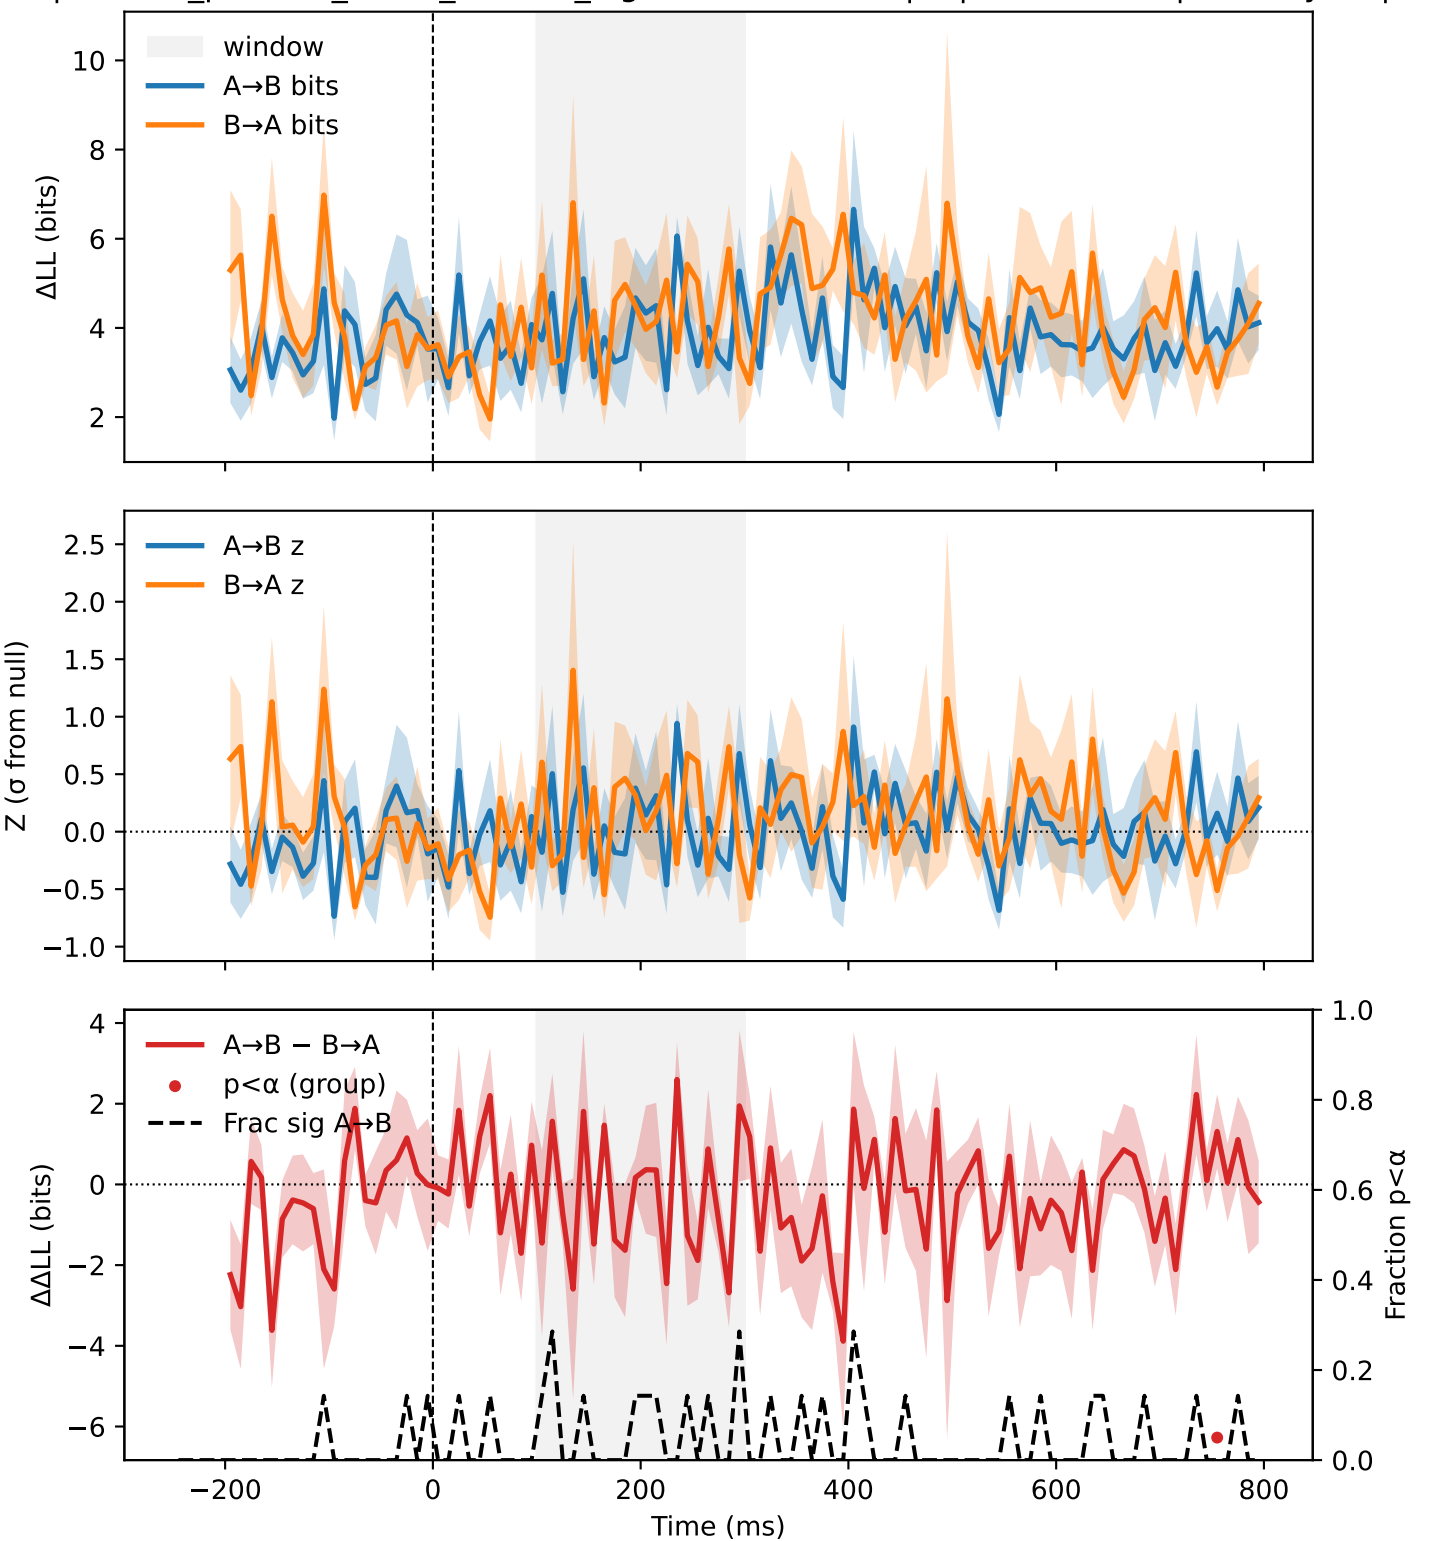 10
8
6
4
2
ΔLL (bits)
window
A→B bits
B→A bits
2.5
2.0
1.5
1.0
0.5
0.0
−0.5
−1.0
Z (σ from null)
A→B z
B→A z
4
2
0
−2
−4
−6
ΔΔLL (bits)
A→B − B→A
p<α (group)
Frac sig A→B
1.0
0.8
0.6
0.4
0.2
0.0
Fraction p<α
−200 0 200 400 600 800
Time (ms)